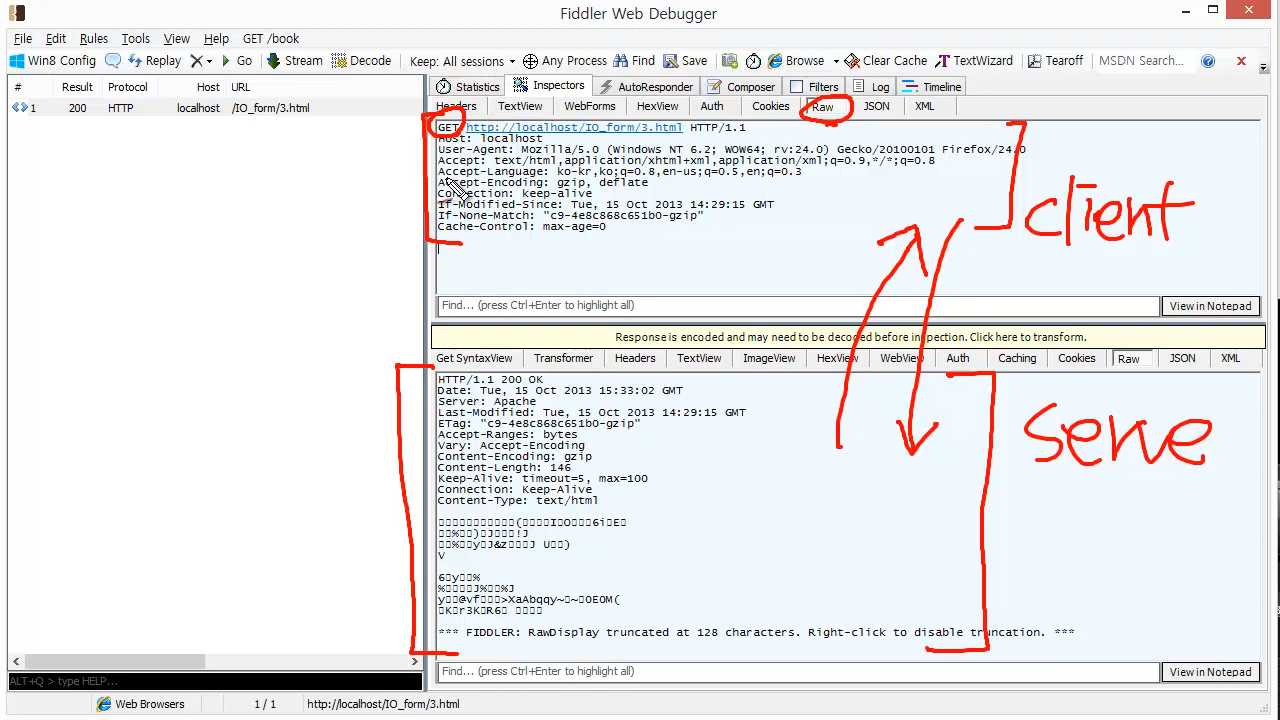 Fiddler Web Debugger
File Edit Rules Tools View Help GET /book
Win8 Config Replay Go Stream Decode Keep: All sessions Any Process Find Save Browse Clear Cache TextWizard Tearoff MSDN Search...
# Result Protocol Host URL
1 200 HTTP localhost /IO_form/3.html
Statistics Inspectors AutoResponder Composer Filters Log Timeline
Headers TextView WebForms HexView Auth Cookies Raw JSON XML
GET http://localhost/IO_form/3.html HTTP/1.1
Host: localhost
User-Agent: Mozilla/5.0 (Windows NT 6.2; WOW64; rv:24.0) Gecko/20100101 Firefox/24.0
Accept: text/html,application/xhtml+xml,application/xml;q=0.9,*/*;q=0.8
Accept-Language: ko-kr,ko;q=0.8,en-us;q=0.5,en;q=0.3
Accept-Encoding: gzip, deflate
Connection: keep-alive
If-Modified-Since: Tue, 15 Oct 2013 14:29:15 GMT
If-None-Match: "c9-4e8c868c651b0-gzip"
Cache-Control: max-age=0
client
Find... (press Ctrl+Enter to highlight all) View in Notepad
Response is encoded and may need to be decoded before inspection. Click here to transform.
Get SyntaxView Transformer Headers TextView ImageView HexView WebView Auth Caching Cookies Raw JSON XML
HTTP/1.1 200 OK
Date: Tue, 15 Oct 2013 15:33:02 GMT
Server: Apache
Last-Modified: Tue, 15 Oct 2013 14:29:15 GMT
ETag: "c9-4e8c868c651b0-gzip"
Accept-Ranges: bytes
Vary: Accept-Encoding
Content-Encoding: gzip
Content-Length: 146
Keep-Alive: timeout=5, max=100
Connection: Keep-Alive
Content-Type: text/html
serve
V
*** FIDDLER: RawDisplay truncated at 128 characters. Right-click to disable truncation. ***
Find... (press Ctrl+Enter to highlight all) View in Notepad
ALT+Q > type HELP...
Web Browsers 1 / 1 http://localhost/IO_form/3.html